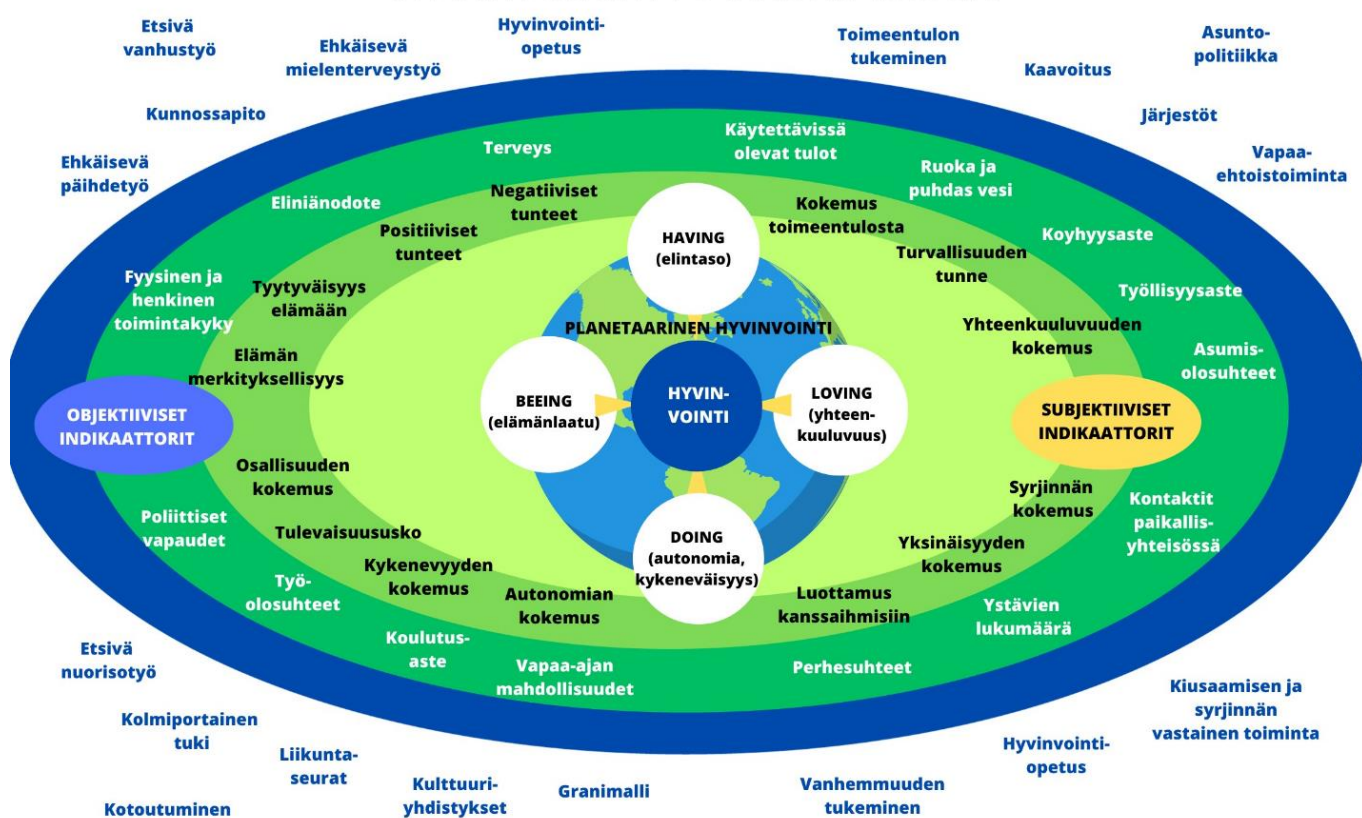 Etsivä
vanhustyö
Ehkäisevä
mielenterveystyö
Hyvinvointi-
opetus
Toimeentulon
tukeminen
Kaavoitus
Asunto-
politiikka
Kunnossapito
Järjestöt
Ehkäisevä
päihdetyö
Vapaa-
ehtoistoiminta
Terveys
Käytettävissä
olevat tulot
Ruoka ja
puhdas vesi
Eliniänodote
Koyhyysaste
Fyysinen ja
henkinen
toimintakyky
Työllisyysaste
Asumis-
olosuhteet
Negatiiviset
tunteet
Positiiviset
tunteet
Tyytyväisyys
elämään
Elämän
merkityksellisyys
Kokemus
toimeentulosta
Turvallisuuden
tunne
Yhteenkuuluvuuden
kokemus
HAVING
(elintaso)
PLANETAARINEN HYVINVOINTI
BEEING
(elämänlaatu)
HYVIN-
VOINTI
LOVING
(yhteen-
kuuluvuus)
DOING
(autonomia,
kykeneväisyys)
OBJEKTIIVISET
INDIKAATTORIT
SUBJEKTIIVISET
INDIKAATTORIT
Osallisuuden
kokemus
Tulevaisuususko
Kykenevyyden
kokemus
Autonomian
kokemus
Luottamus
kanssaihmisiin
Yksinäisyyden
kokemus
Syrjinnän
kokemus
Poliittiset
vapaudet
Työ-
olosuhteet
Koulutus-
aste
Vapaa-ajan
mahdollisuudet
Perhesuhteet
Ystävien
lukumäärä
Kontaktit
paikallis-
yhteisössä
Etsivä
nuorisotyö
Kolmiportainen
tuki
Liikunta-
seurat
Kotoutuminen
Kulttuuri-
yhdistykset
Granimalli
Vanhemmuuden
tukeminen
Hyvinvointi-
opetus
Kiusaamisen ja
syrjinnän
vastainen toiminta